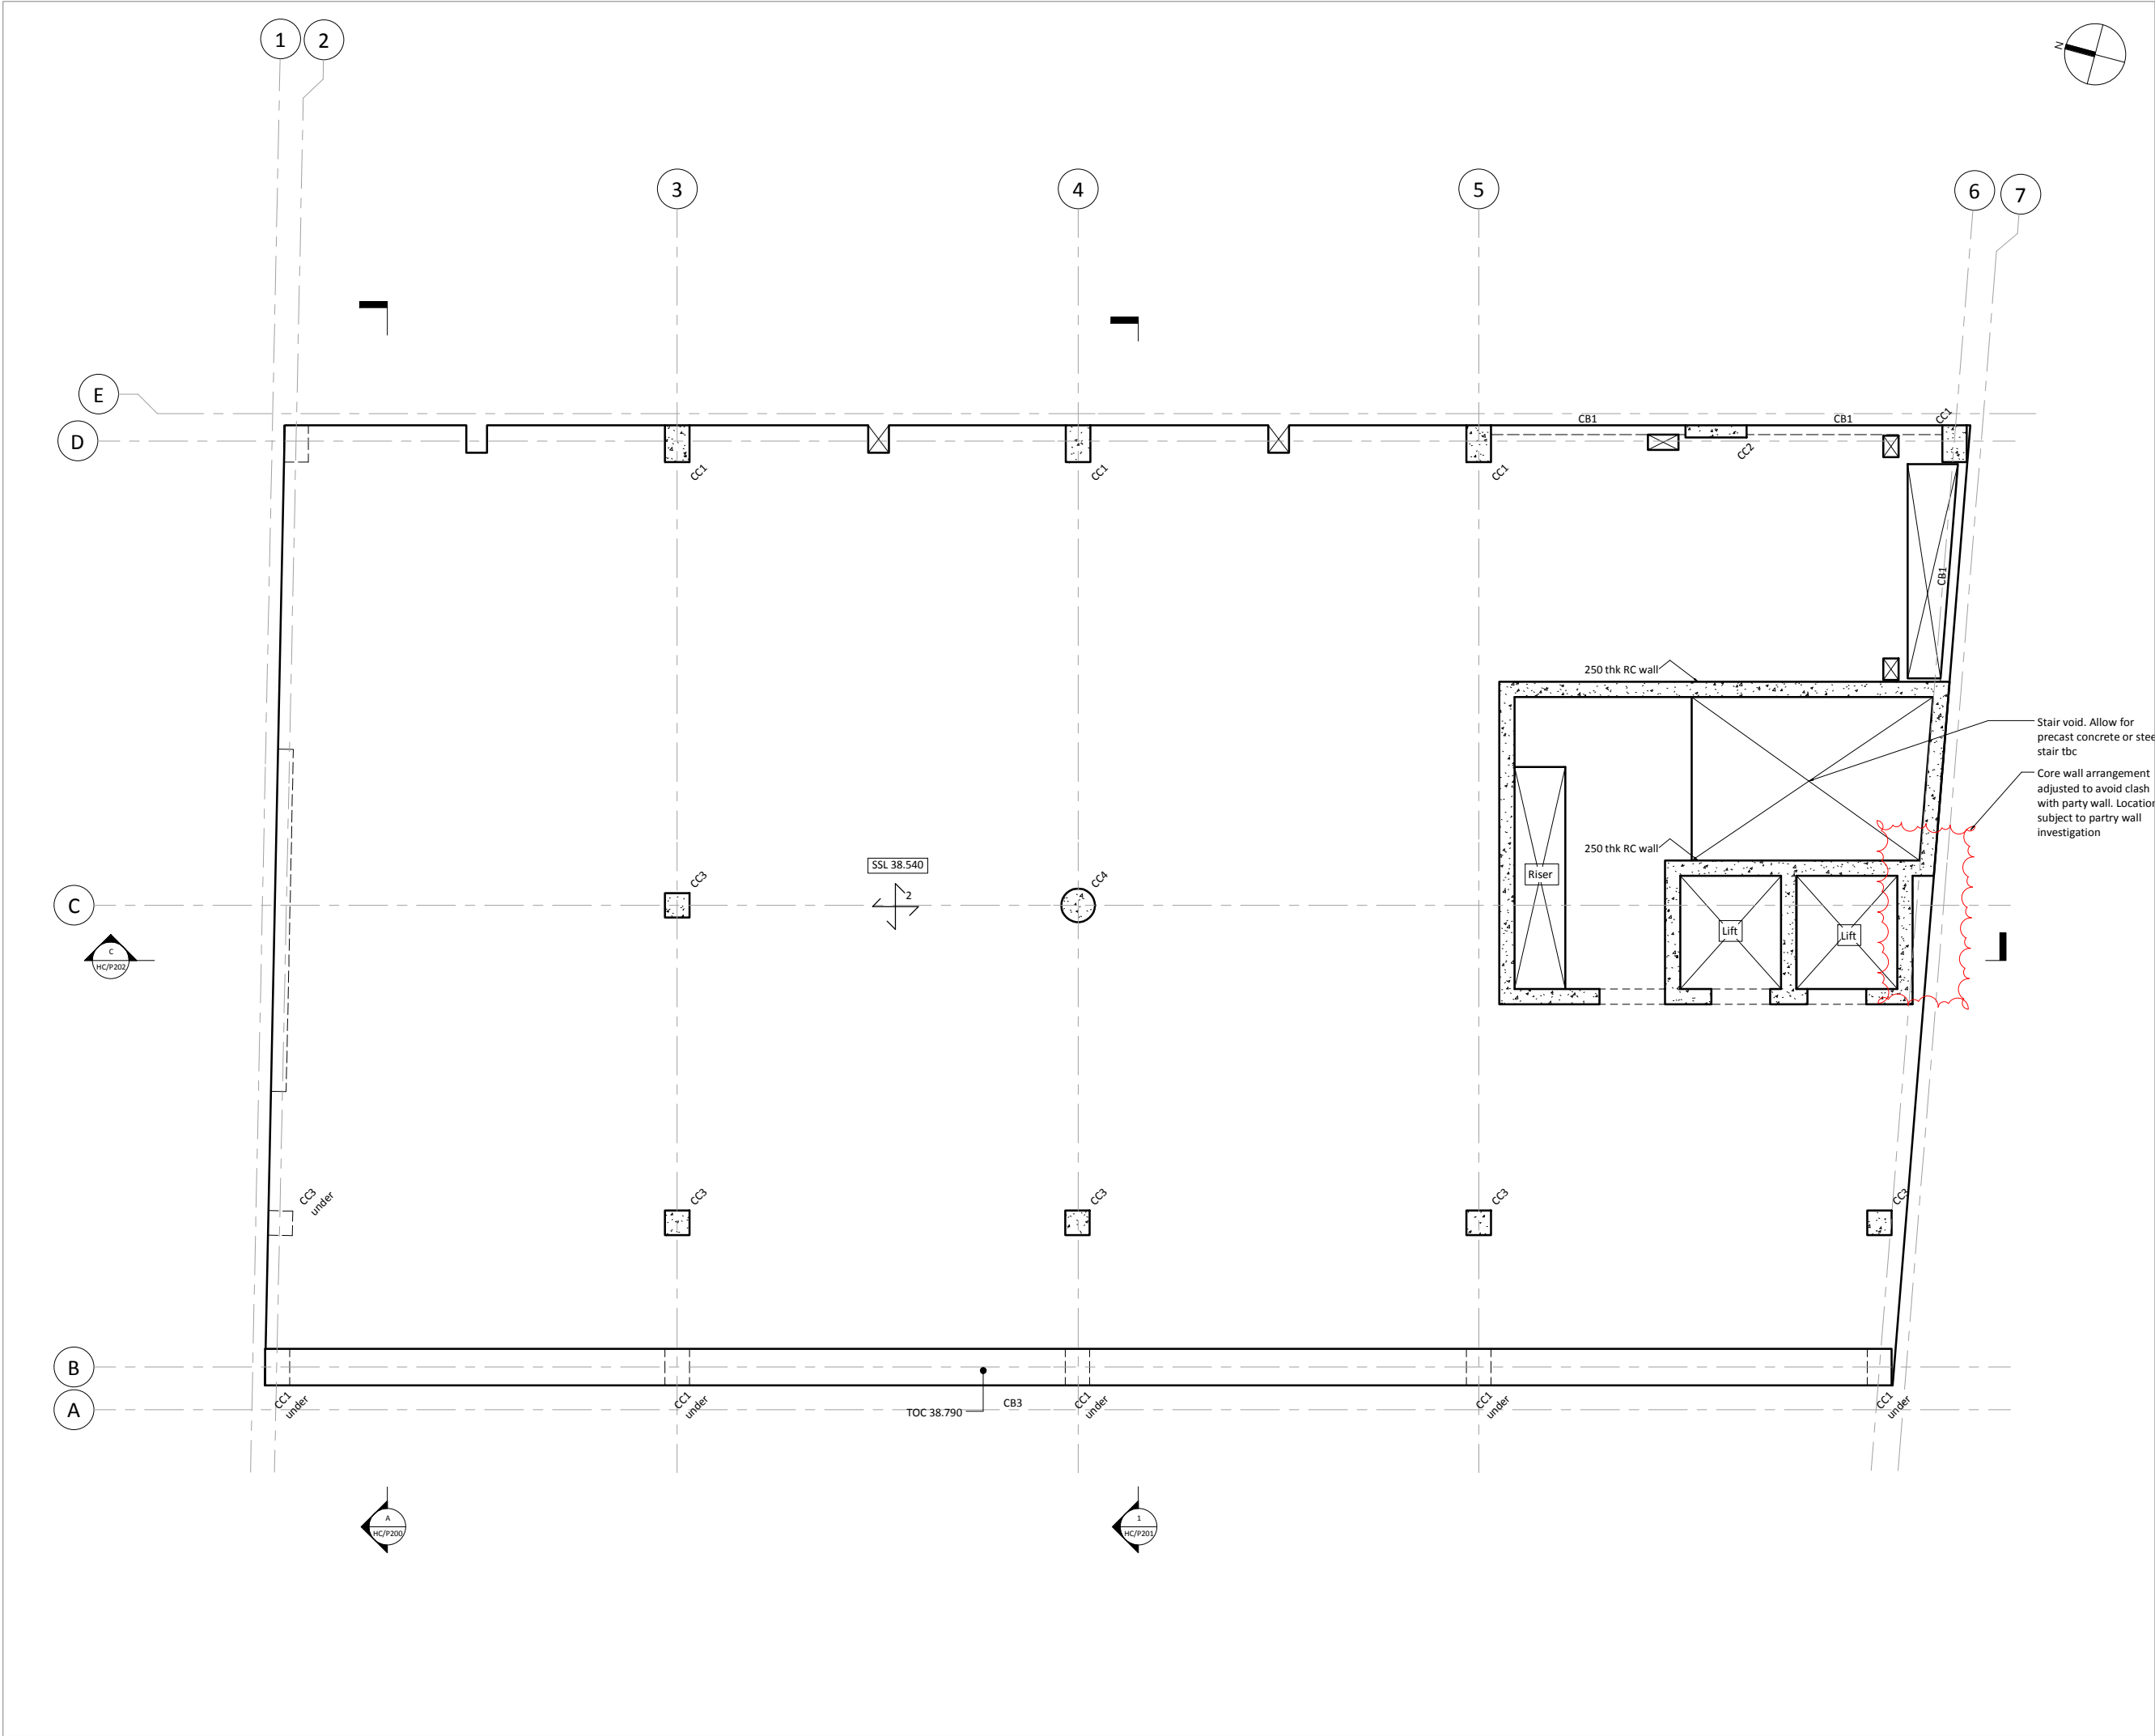 1
2
N
3
4
5
6
7
E
D
CB1
CB1
CC1
CC1
CC1
CC1
CC2
CB1
250 thk RC wall
Stair void. Allow for
precast concrete or stee
stair tbc
Core wall arrangement
adjusted to avoid clash
with party wall. Location
subject to partry wall
investigation
250 thk RC wall
SSL 38.540
2
CC3
CC4
Riser
Lift
Lift
C
C
HC/P202
CC3
under
CC3
CC3
CC3
CC3
B
A
CC1
under
CC1
under
CC1
under
CC1
under
CC1
under
TOC 38.790
CB3
A
HC/P200
1
HC/P201